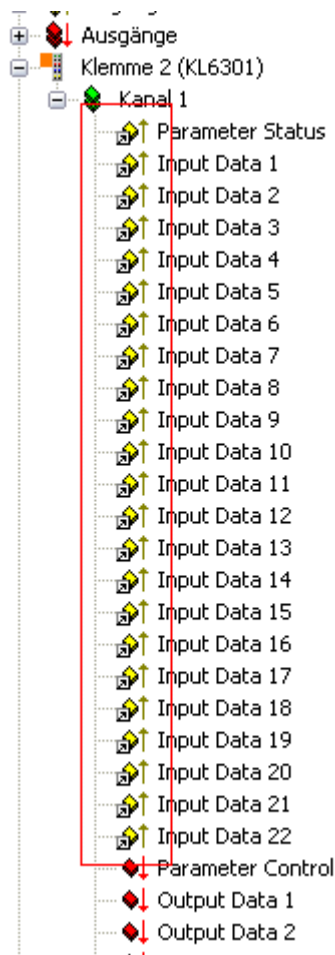 Ausgänge
Klemme 2 (KL6301)
Kanal 1
Parameter Status
Input Data 1
Input Data 2
Input Data 3
Input Data 4
Input Data 5
Input Data 6
Input Data 7
Input Data 8
Input Data 9
Input Data 10
Input Data 11
Input Data 12
Input Data 13
Input Data 14
Input Data 15
Input Data 16
Input Data 17
Input Data 18
Input Data 19
Input Data 20
Input Data 21
Input Data 22
Parameter Control
Output Data 1
Output Data 2